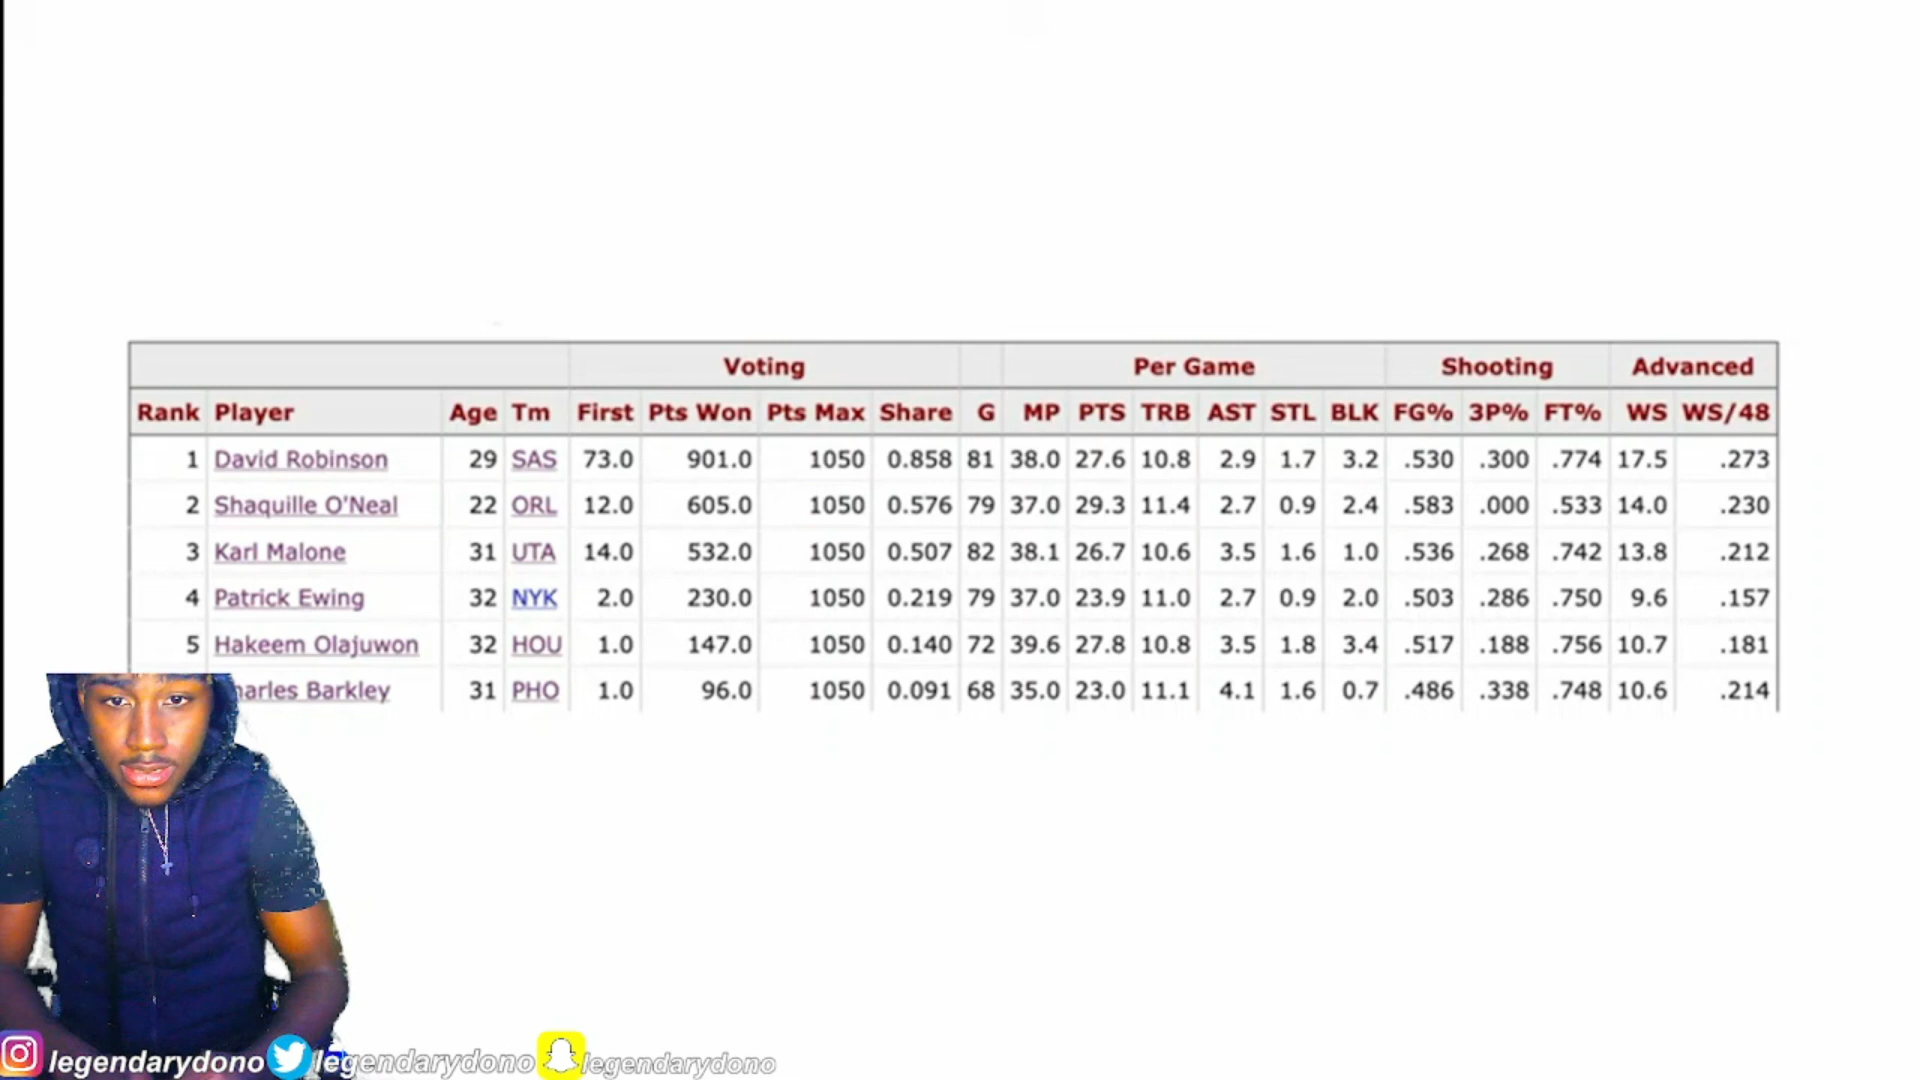 Voting Per Game Shooting Advanced
Rank Player Age Tm First Pts Won Pts Max Share G MP PTS TRB AST STL BLK FG% 3P% FT% WS WS/48
1 David Robinson 29 SAS 73.0 901.0 1050 0.858 81 38.0 27.6 10.8 2.9 1.7 3.2 .530 .300 .774 17.5 .273
2 Shaquille O'Neal 22 ORL 12.0 605.0 1050 0.576 79 37.0 29.3 11.4 2.7 0.9 2.4 .583 .000 .533 14.0 .230
3 Karl Malone 31 UTA 14.0 532.0 1050 0.507 82 38.1 26.7 10.6 3.5 1.6 1.0 .536 .268 .742 13.8 .212
4 Patrick Ewing 32 NYK 2.0 230.0 1050 0.219 79 37.0 23.9 11.0 2.7 0.9 2.0 .503 .286 .750 9.6 .157
5 Hakeem Olajuwon 32 HOU 1.0 147.0 1050 0.140 72 39.6 27.8 10.8 3.5 1.8 3.4 .517 .188 .756 10.7 .181
harles Barkley 31 PHO 1.0 96.0 1050 0.091 68 35.0 23.0 11.1 4.1 1.6 0.7 .486 .338 .748 10.6 .214
legendarydono legendarydono legendarydono